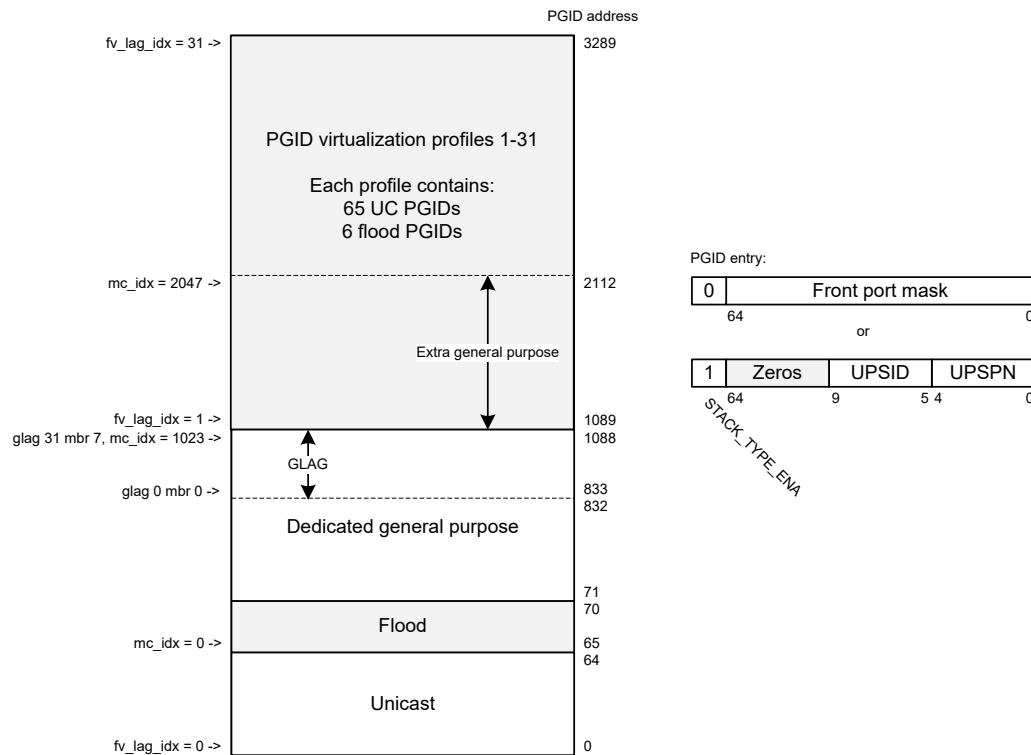 PGID address
fv_lag_idx = 31 ->
3289
PGID virtualization profiles 1-31
Each profile contains:
65 UC PGIDs
6 flood PGIDs
mc_idx = 2047 ->
2112
Extra general purpose
fv_lag_idx = 1 ->
1089
glag 31 mbr 7, mc_idx = 1023 ->
1088
GLAG
glag 0 mbr 0 ->
833
832
Dedicated general purpose
71
70
Flood
mc_idx = 0 ->
65
64
Unicast
fv_lag_idx = 0 ->
0
PGID entry:
0 Front port mask
64 0
or
1 Zeros UPSID UPSPN
64 9 5 4 0
STACK_TYPE_ENA